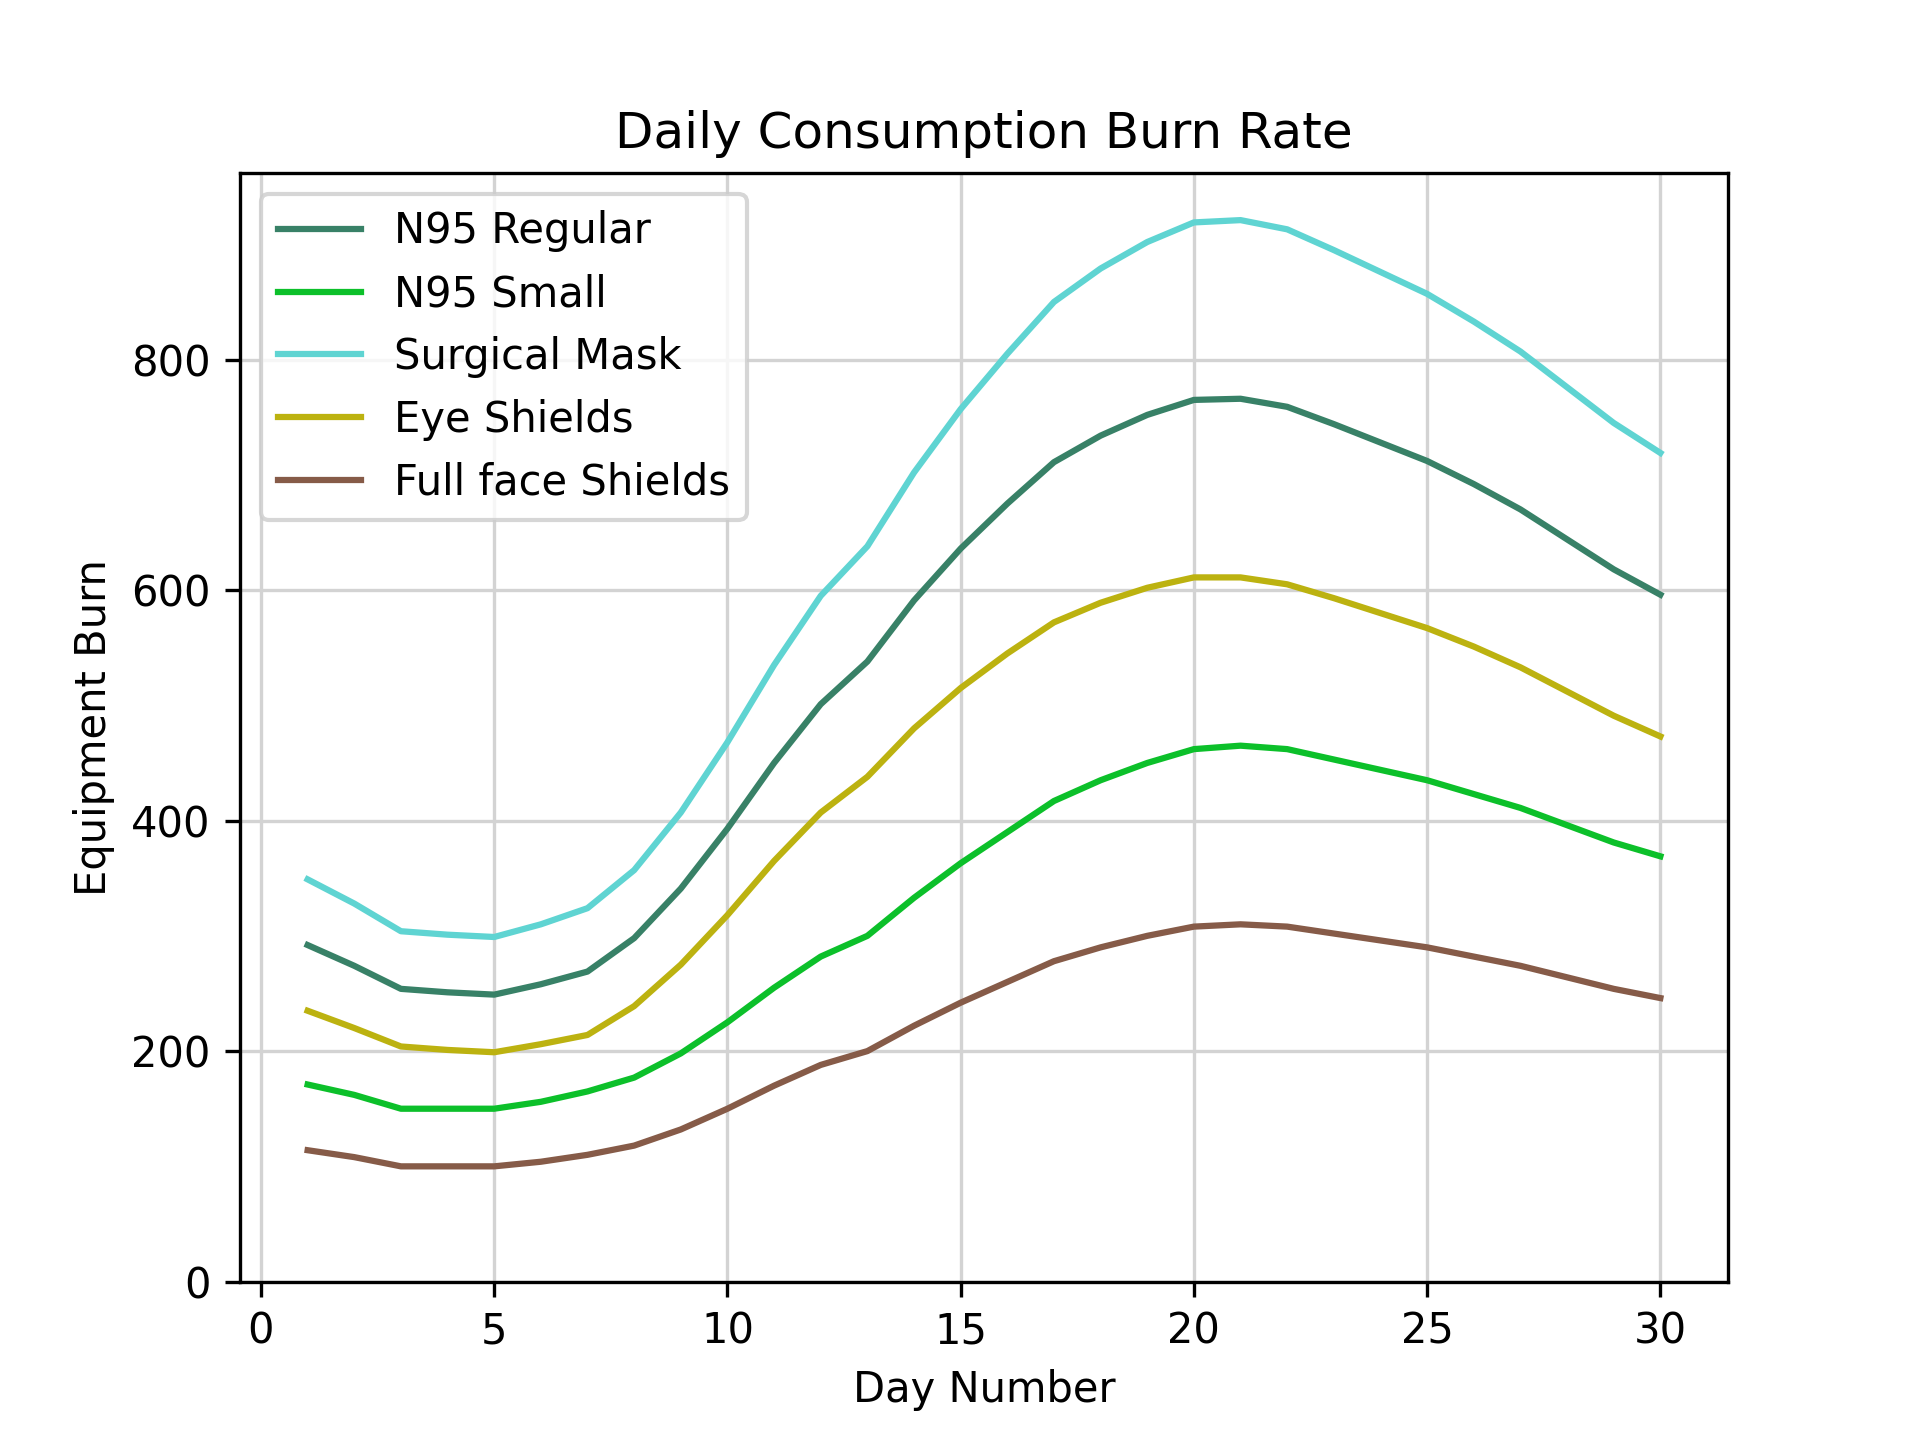 Daily Consumption Burn Rate
N95 Regular
N95 Small
Surgical Mask
Eye Shields
Full face Shields
800
600
400
200
0
Equipment Burn
0 5 10 15 20 25 30
Day Number